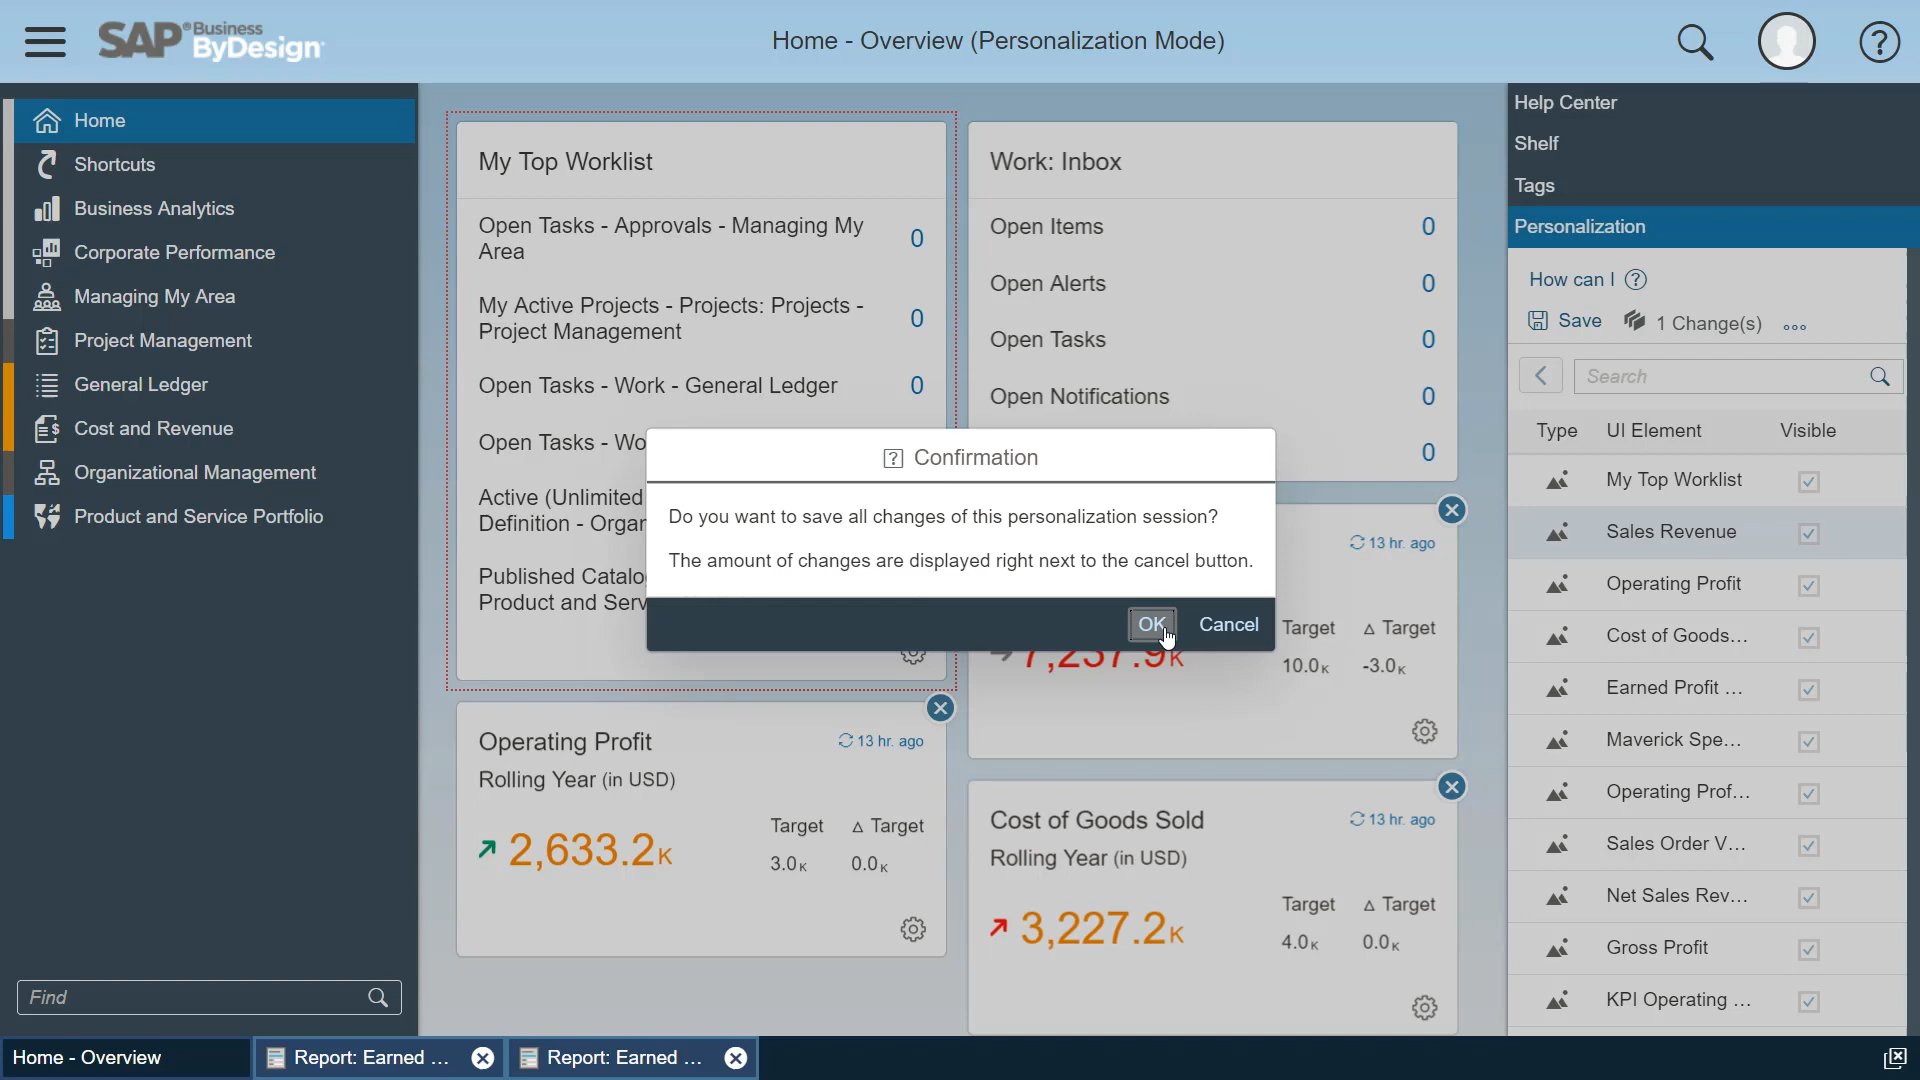 SAP® Business ByDesign
Home - Overview (Personalization Mode)
?
Home
Shortcuts
Business Analytics
Corporate Performance
Managing My Area
Project Management
General Ledger
Cost and Revenue
Organizational Management
Product and Service Portfolio
Find
My Top Worklist
Open Tasks - Approvals - Managing My
Area
0
My Active Projects - Projects: Projects -
Project Management
0
Open Tasks - Work - General Ledger 0
Open Tasks - Wo
Active (Unlimited
Definition - Orga
Published Catalo
Product and Ser
Work: Inbox
Open Items 0
Open Alerts 0
Open Tasks 0
Open Notifications 0
0
13 hr. ago
Target Δ Target
7,237.9K 10.0K -3.0K
Confirmation
Do you want to save all changes of this personalization session?
The amount of changes are displayed right next to the cancel button.
OK Cancel
Operating Profit 13 hr. ago
Rolling Year (in USD)
Target Δ Target
2,633.2K 3.0K 0.0K
Cost of Goods Sold 13 hr. ago
Rolling Year (in USD)
Target Δ Target
3,227.2K 4.0K 0.0K
Help Center
Shelf
Tags
Personalization
How can I ?
Save 1 Change(s) ...
Search
Type UI Element Visible
My Top Worklist
Sales Revenue
Operating Profit
Cost of Goods...
Earned Profit ...
Maverick Spe...
Operating Prof...
Sales Order V...
Net Sales Rev...
Gross Profit
KPI Operating ...
Home - Overview
Report: Earned ...
Report: Earned ...